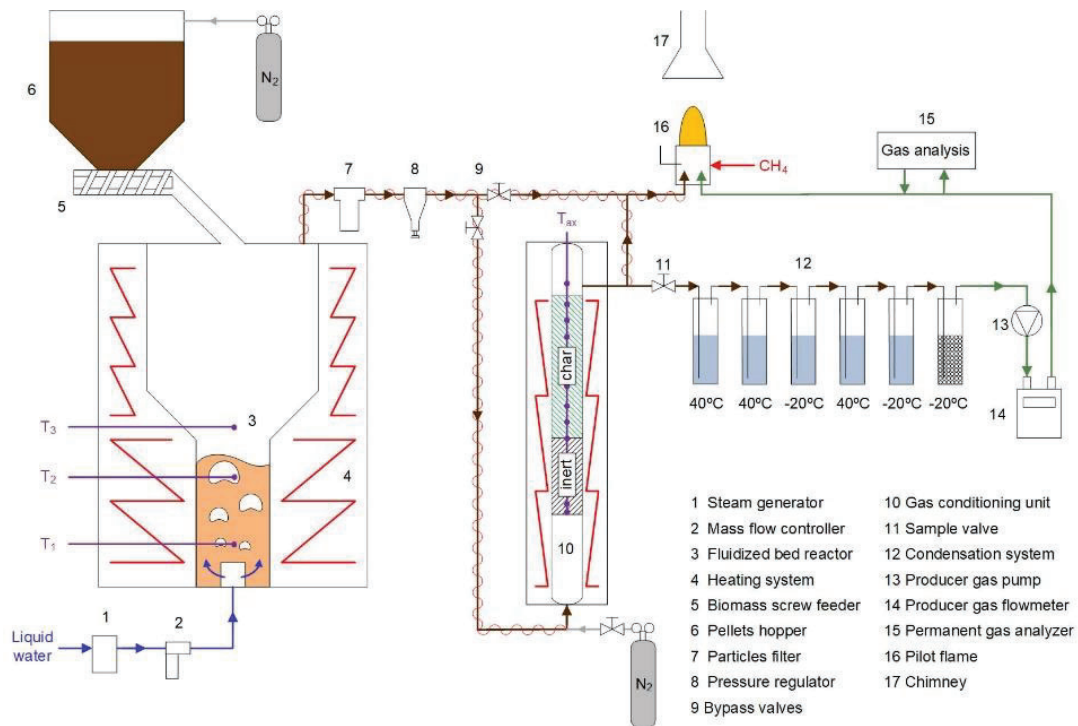 17
N2
6
16
15
Gas analysis
CH4
7
8
9
5
Tax
11
12
char
13
3
T3
T2
4
inert
T1
40ºC 40ºC -20ºC 40ºC -20ºC -20ºC
14
10
1
2
Liquid
water
N2
1 Steam generator
2 Mass flow controller
3 Fluidized bed reactor
4 Heating system
5 Biomass screw feeder
6 Pellets hopper
7 Particles filter
8 Pressure regulator
9 Bypass valves
10 Gas conditioning unit
11 Sample valve
12 Condensation system
13 Producer gas pump
14 Producer gas flowmeter
15 Permanent gas analyzer
16 Pilot flame
17 Chimney